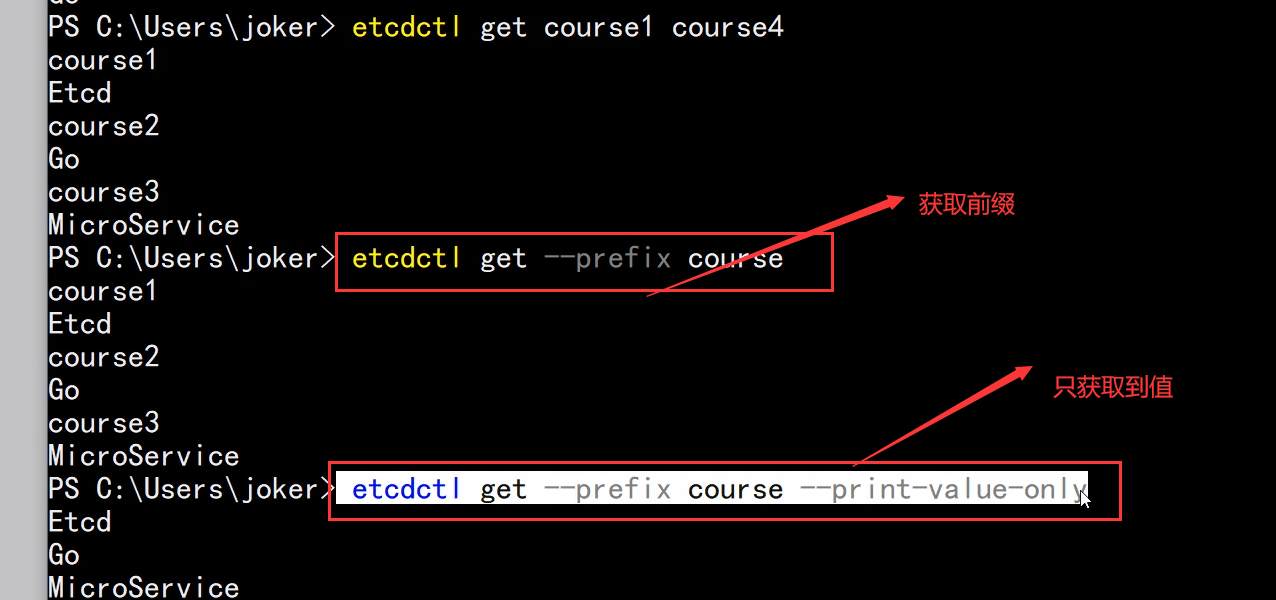 Go
PS C:\Users\joker> etcdctl get course1 course4
course1
Etcd
course2
Go
course3
MicroService
获取前缀
PS C:\Users\joker> etcdctl get --prefix course
course1
Etcd
course2
Go
只获取到值
course3
MicroService
PS C:\Users\joker> etcdctl get --prefix course --print-value-only
Etcd
Go
MicroService